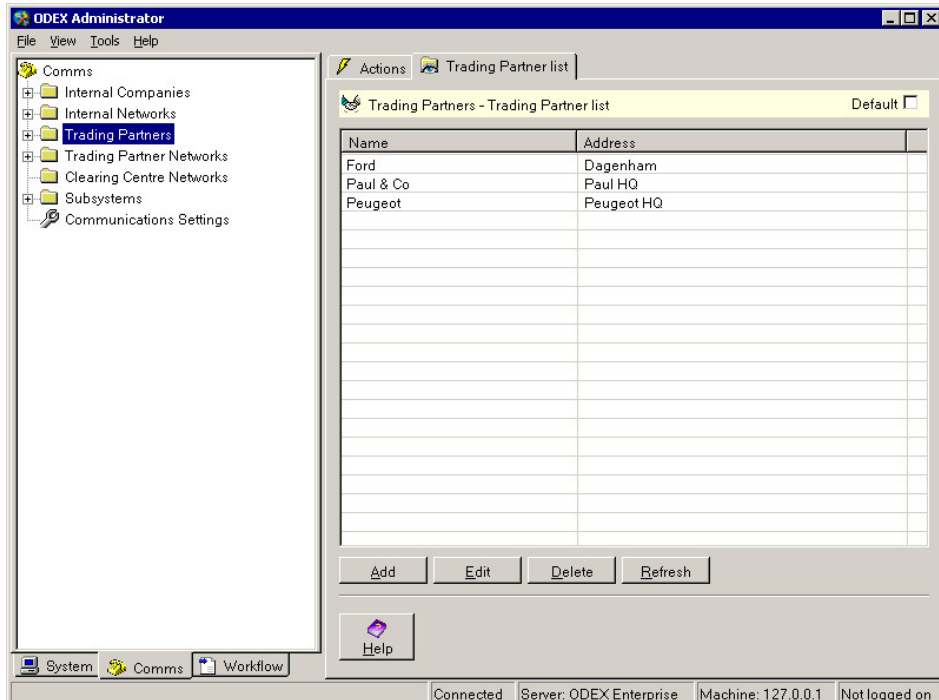 ODEX Administrator
File View Tools Help
Comms
Internal Companies
Internal Networks
Trading Partners
Trading Partner Networks
Clearing Centre Networks
Subsystems
Communications Settings
Actions Trading Partner list
Trading Partners - Trading Partner list Default
Name Address
Ford Dagenham
Paul & Co Paul HQ
Peugeot Peugeot HQ
Add Edit Delete Refresh
Help
System Comms Workflow
Connected Server: ODEX Enterprise Machine: 127.0.0.1 Not logged on